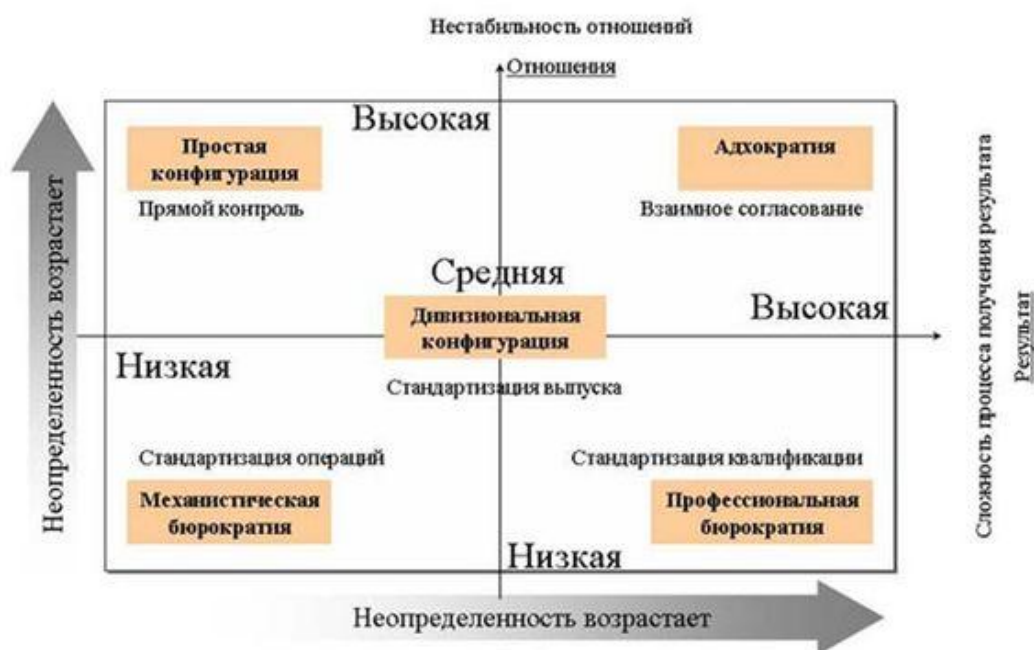 Нестабильность отношений
Отношения
Высокая
Простая
конфигурация
Прямой контроль
Адхократия
Взаимное согласование
Неопределенность возрастает
Средняя
Дивизиональная
конфигурация
Высокая
Низкая
Стандартизация выпуска
Стандартизация операций
Механистическая
бюрократия
Стандартизация квалификации
Профессиональная
бюрократия
Низкая
Неопределенность возрастает
Сложность процесса получения результата
Результат